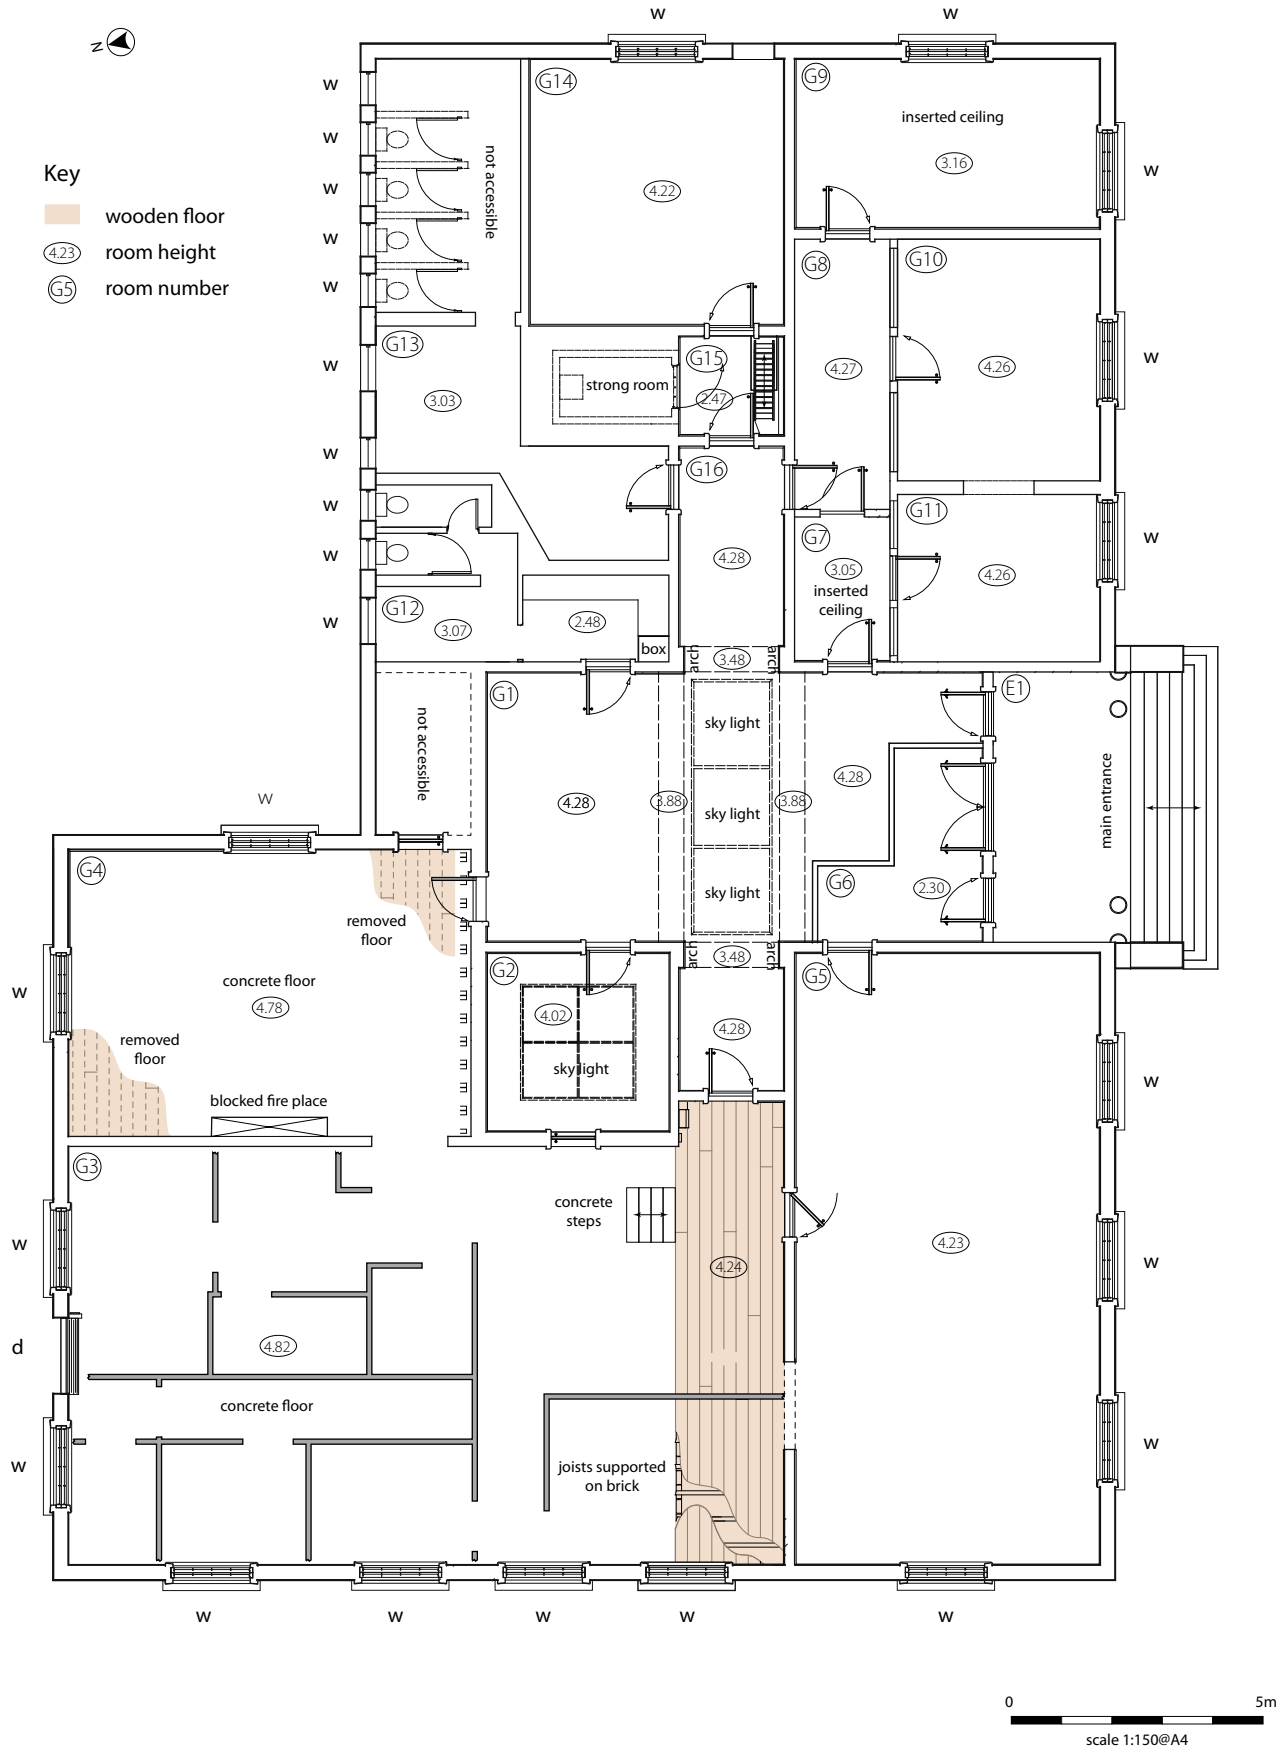 W
W
N
W
W
W
W
W
W
W
W
W
W
Key
wooden floor
4.23
room height
G5
room number
G14
4.22
not accessible
G9
inserted ceiling
3.16
W
G8
4.27
G10
4.26
W
G13
3.03
strong room
G15
2.47
G16
4.28
G7
3.05
inserted
ceiling
G11
4.26
W
G12
3.07
2.48
box
arch
3.48
arch
G1
not accessible
4.28
3.88
sky light
sky light
sky light
3.88
4.28
E1
main entrance
G6
2.30
W
G4
removed
floor
concrete floor
4.78
W
removed
floor
blocked fire place
G2
4.02
sky light
arch
3.48
arch
4.28
G5
W
G3
W
concrete
steps
4.24
4.23
W
d
4.82
concrete floor
W
joists supported
on brick
W
W
W
W
W
W
0
5m
scale 1:150@A4